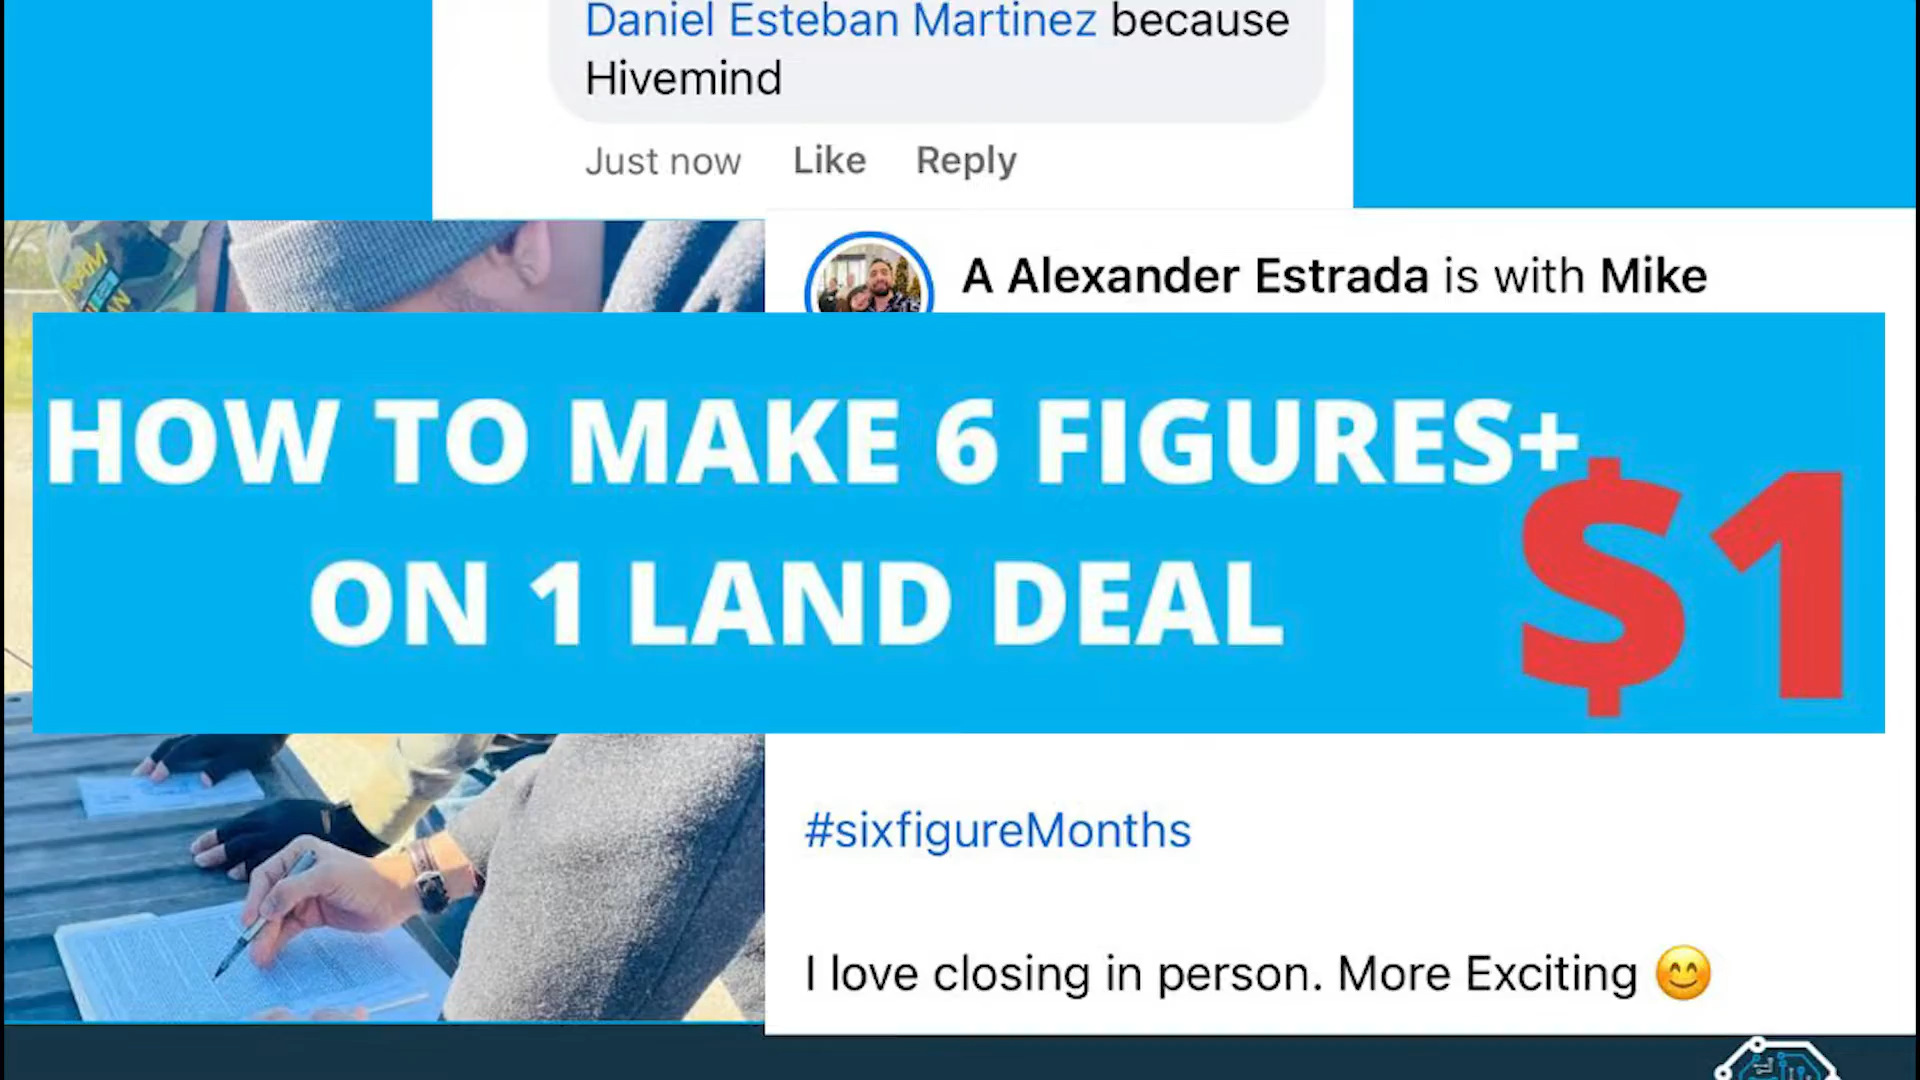 Daniel Esteban Martinez because
Hivemind
Just now Like Reply
A Alexander Estrada is with Mike
HOW TO MAKE 6 FIGURES+
ON 1 LAND DEAL
$1
#sixfigureMonths
I love closing in person. More Exciting 😊